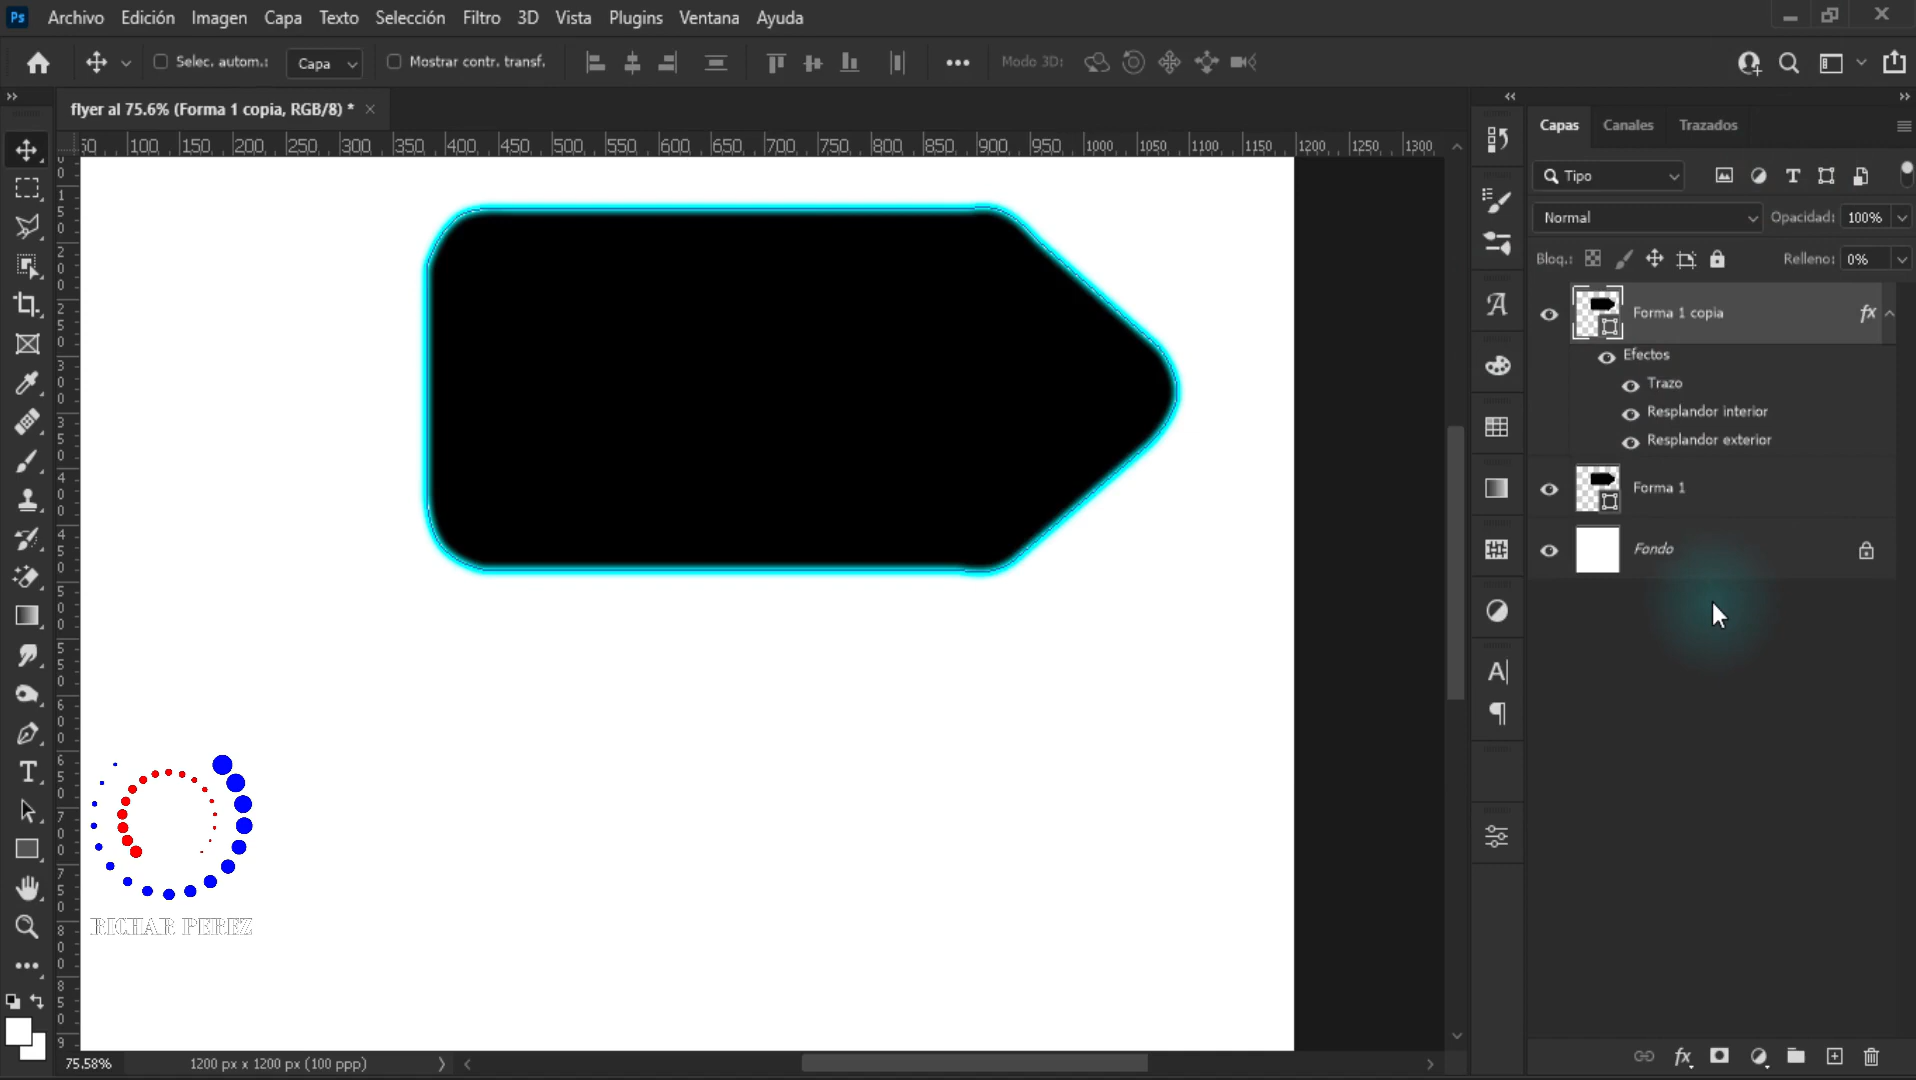 Ps Archivo Edición Imagen Capa Texto Selección Filtro 3D Vista Plugins Ventana Ayuda
Selec. autom.: Capa Mostrar contr. transf. Modo 3D:
flyer al 75.6% (Forma 1 copia, RGB/8) *
100 150 200 250 300 350 400 450 500 550 600 650 700 750 800 850 900 950 1000 1050 1100 1150 1200 1250 1300
Capas Canales Trazados
Tipo
Normal Opacidad: 100%
Bloq.: Relleno: 0%
Forma 1 copia fx
Efectos
Trazo
Resplandor interior
Resplandor exterior
Forma 1
Fondo
RICHAR PEREZ
75.58% 1200 px x 1200 px (100 ppp)